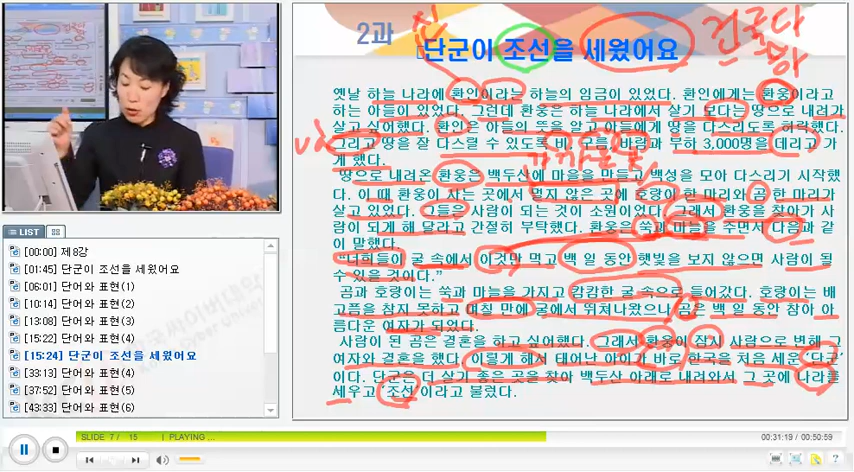 2과
단군이 조선을 세웠어요
신
건국다
옛날 하늘 나라에 환인이라는 하늘의 임금이 있었다. 환인에게는 환웅이라고
하는 아들이 있었다. 그런데 환웅은 하늘 나라에서 살기 보다는 땅으로 내려가
살고 싶어했다. 환인은 아들의 뜻을 알고 아들에게 땅을 다스리도록 허락했다.
그리고 땅을 잘 다스릴 수 있도록 비, 구름, 바람과 부하 3,000명을 데리고 가
게 했다.
땅으로 내려온 환웅은 백두산에 마을을 만들고 백성을 모아 다스리기 시작했
다. 이 때 환웅이 사는 곳에서 멀지 않은 곳에 호랑이 한 마리와 곰 한 마리가
살고 있었다. 그들은 사람이 되는 것이 소원이었다. 그래서 환웅을 찾아가 사
람이 되게 해 달라고 간절히 부탁했다. 환웅은 쑥과 마늘을 주면서 다음과 같
이 말했다.
“너희들이 굴 속에서 이것만 먹고 백 일 동안 햇빛을 보지 않으면 사람이 될
수 있을 것이다.”
곰과 호랑이는 쑥과 마늘을 가지고 캄캄한 굴 속으로 들어갔다. 호랑이는 배
고픔을 참지 못하고 며칠 만에 굴에서 뛰쳐나왔으나 곰은 백 일 동안 참아 아
름다운 여자가 되었다.
사람이 된 곰은 결혼을 하고 싶어했다. 그래서 환웅이 잠시 사람으로 변해 그
여자와 결혼을 했다. 이렇게 해서 태어난 아이가 바로 한국을 처음 세운 ‘단군’
이다. 단군은 더 살기 좋은 곳을 찾아 백두산 아래로 내려와서 그 곳에 나라를
세우고 ‘조선’이라고 불렀다.
LIST
[00:00] 제8강
[01:45] 단군이 조선을 세웠어요
[06:01] 단어와 표현(1)
[10:14] 단어와 표현(2)
[13:08] 단어와 표현(3)
[15:22] 단어와 표현(4)
[15:24] 단군이 조선을 세웠어요
[33:13] 단어와 표현(4)
[37:52] 단어와 표현(5)
[43:33] 단어와 표현(6)
SLIDE 7 / 15 | PLAYING ...
00:31:19 / 00:50:59